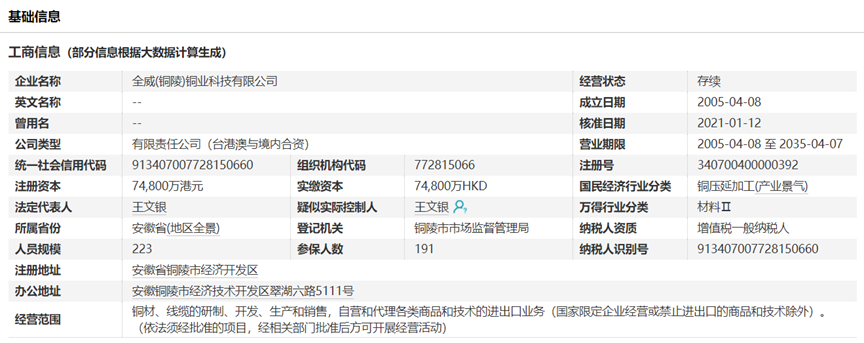 基础信息
工商信息（部分信息根据大数据计算生成）
企业名称 全威(铜陵)铜业科技有限公司 经营状态 存续
英文名称 -- 成立日期 2005-04-08
曾用名 -- 核准日期 2021-01-12
公司类型 有限责任公司（台港澳与境内合资） 营业期限 2005-04-08 至 2035-04-07
统一社会信用代码 913407007728150660 组织机构代码 772815066 注册号 340700400000392
注册资本 74,800万港元 实缴资本 74,800万HKD 国民经济行业分类 铜压延加工(产业景气)
法定代表人 王文银 疑似实际控制人 王文银 万得行业分类 材料Ⅱ
所属省份 安徽省(地区全景) 登记机关 铜陵市市场监督管理局 纳税人资质 增值税一般纳税人
人员规模 223 参保人数 191 纳税人识别号 913407007728150660
注册地址 安徽省铜陵市经济开发区
办公地址 安徽铜陵市经济技术开发区翠湖六路5111号
经营范围 铜材、线缆的研制、开发、生产和销售，自营和代理各类商品和技术的进出口业务（国家限定企业经营或禁止进出口的商品和技术除外）。
（依法须经批准的项目，经相关部门批准后方可开展经营活动）